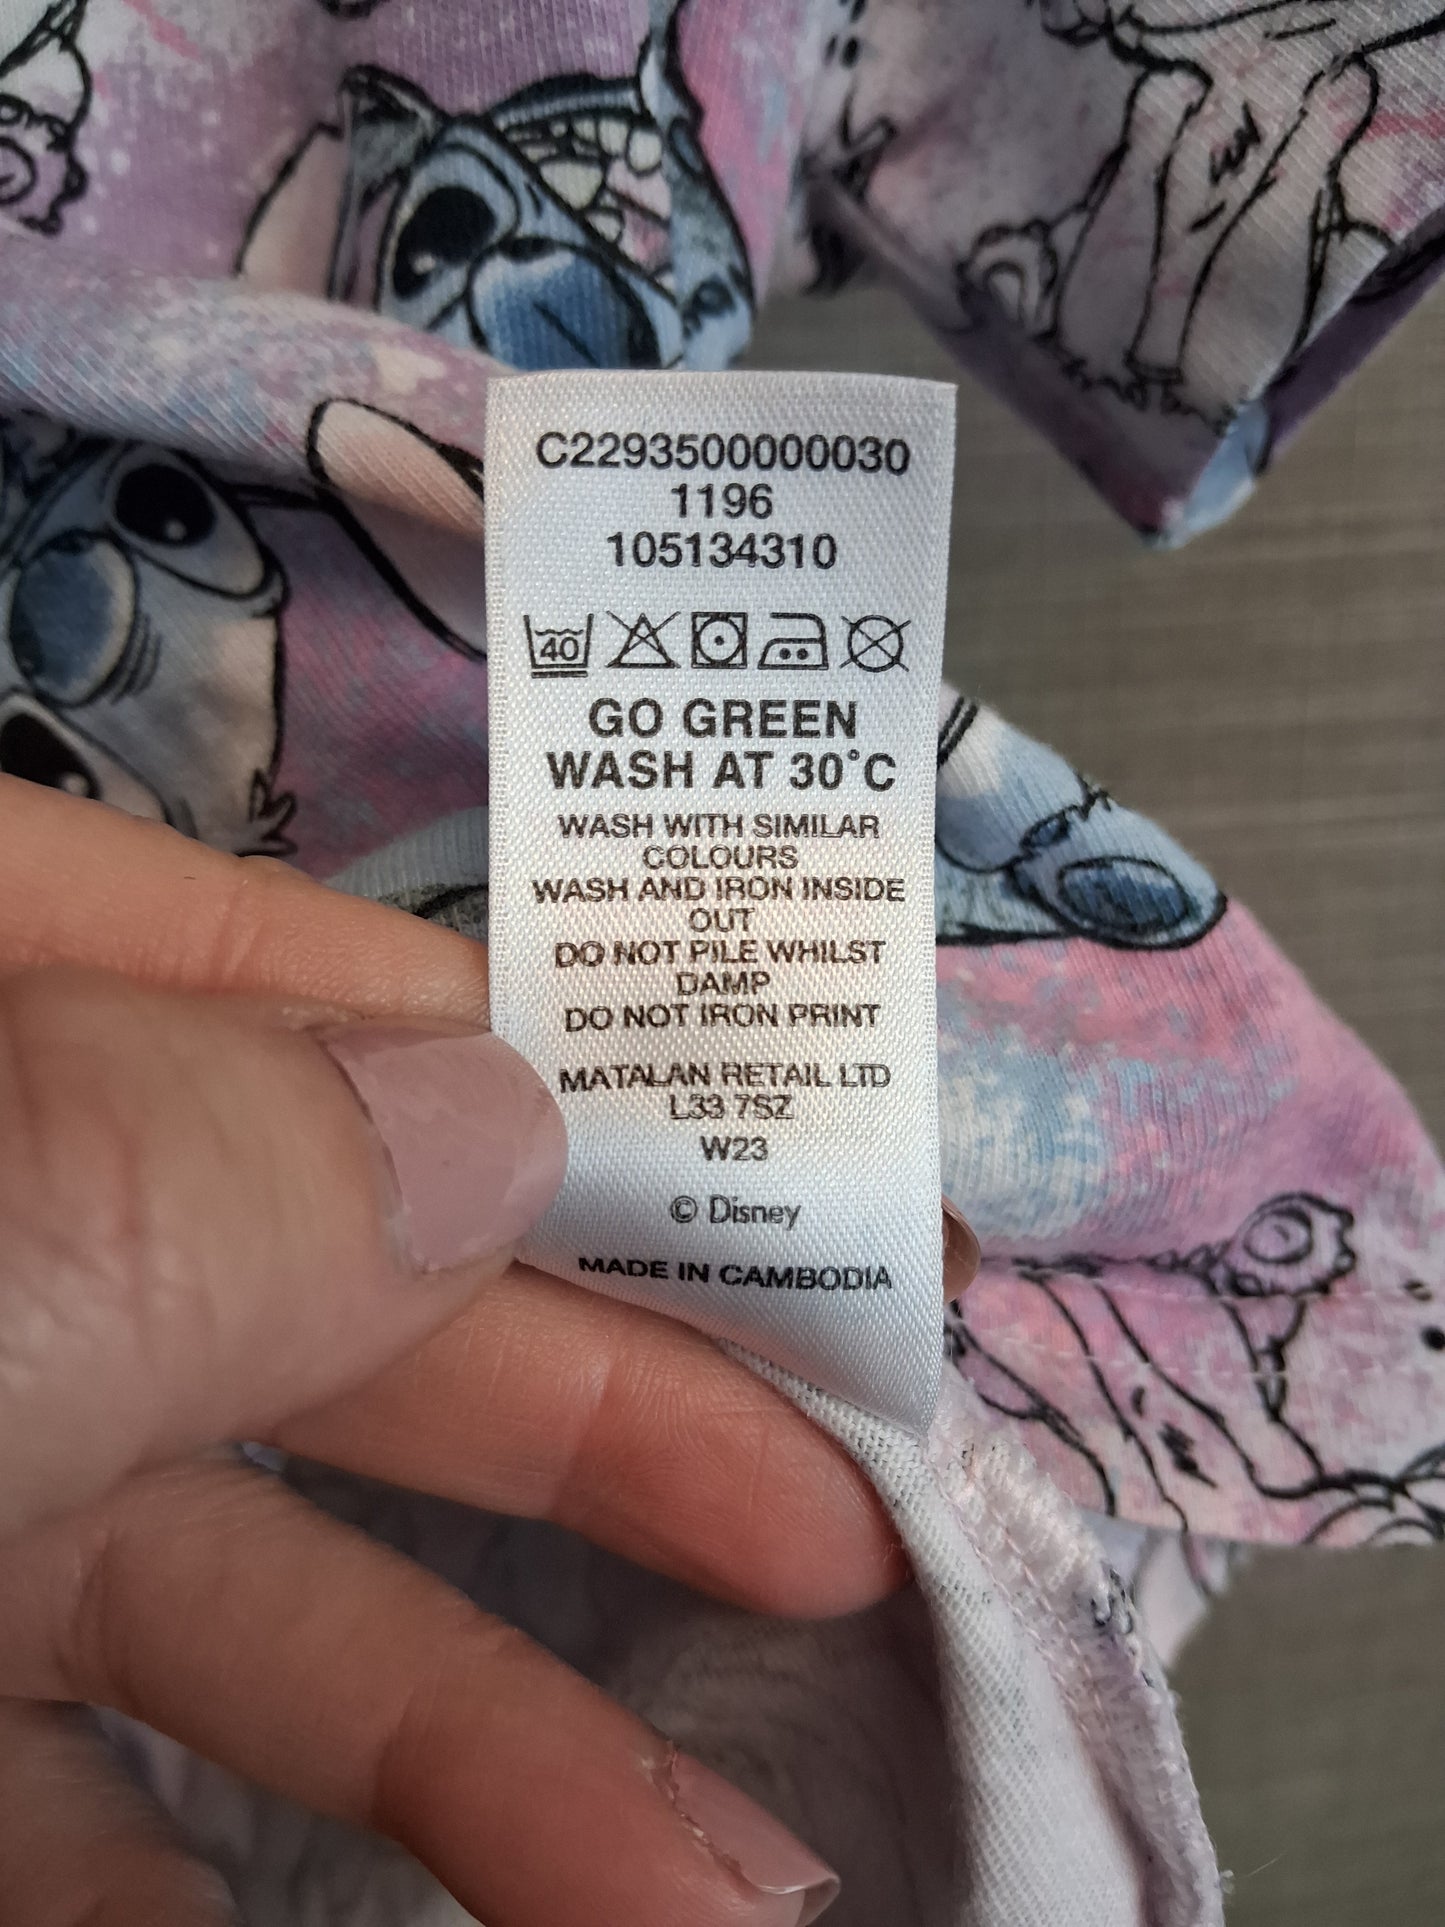 C2293500000030
1196
105134310
40
GO GREEN
WASH AT 30°C
WASH WITH SIMILAR
COLOURS
WASH AND IRON INSIDE
OUT
DO NOT PILE WHILST
DAMP
DO NOT IRON PRINT
MATALAN RETAIL LTD
L33 7SZ
W23
© Disney
MADE IN CAMBODIA